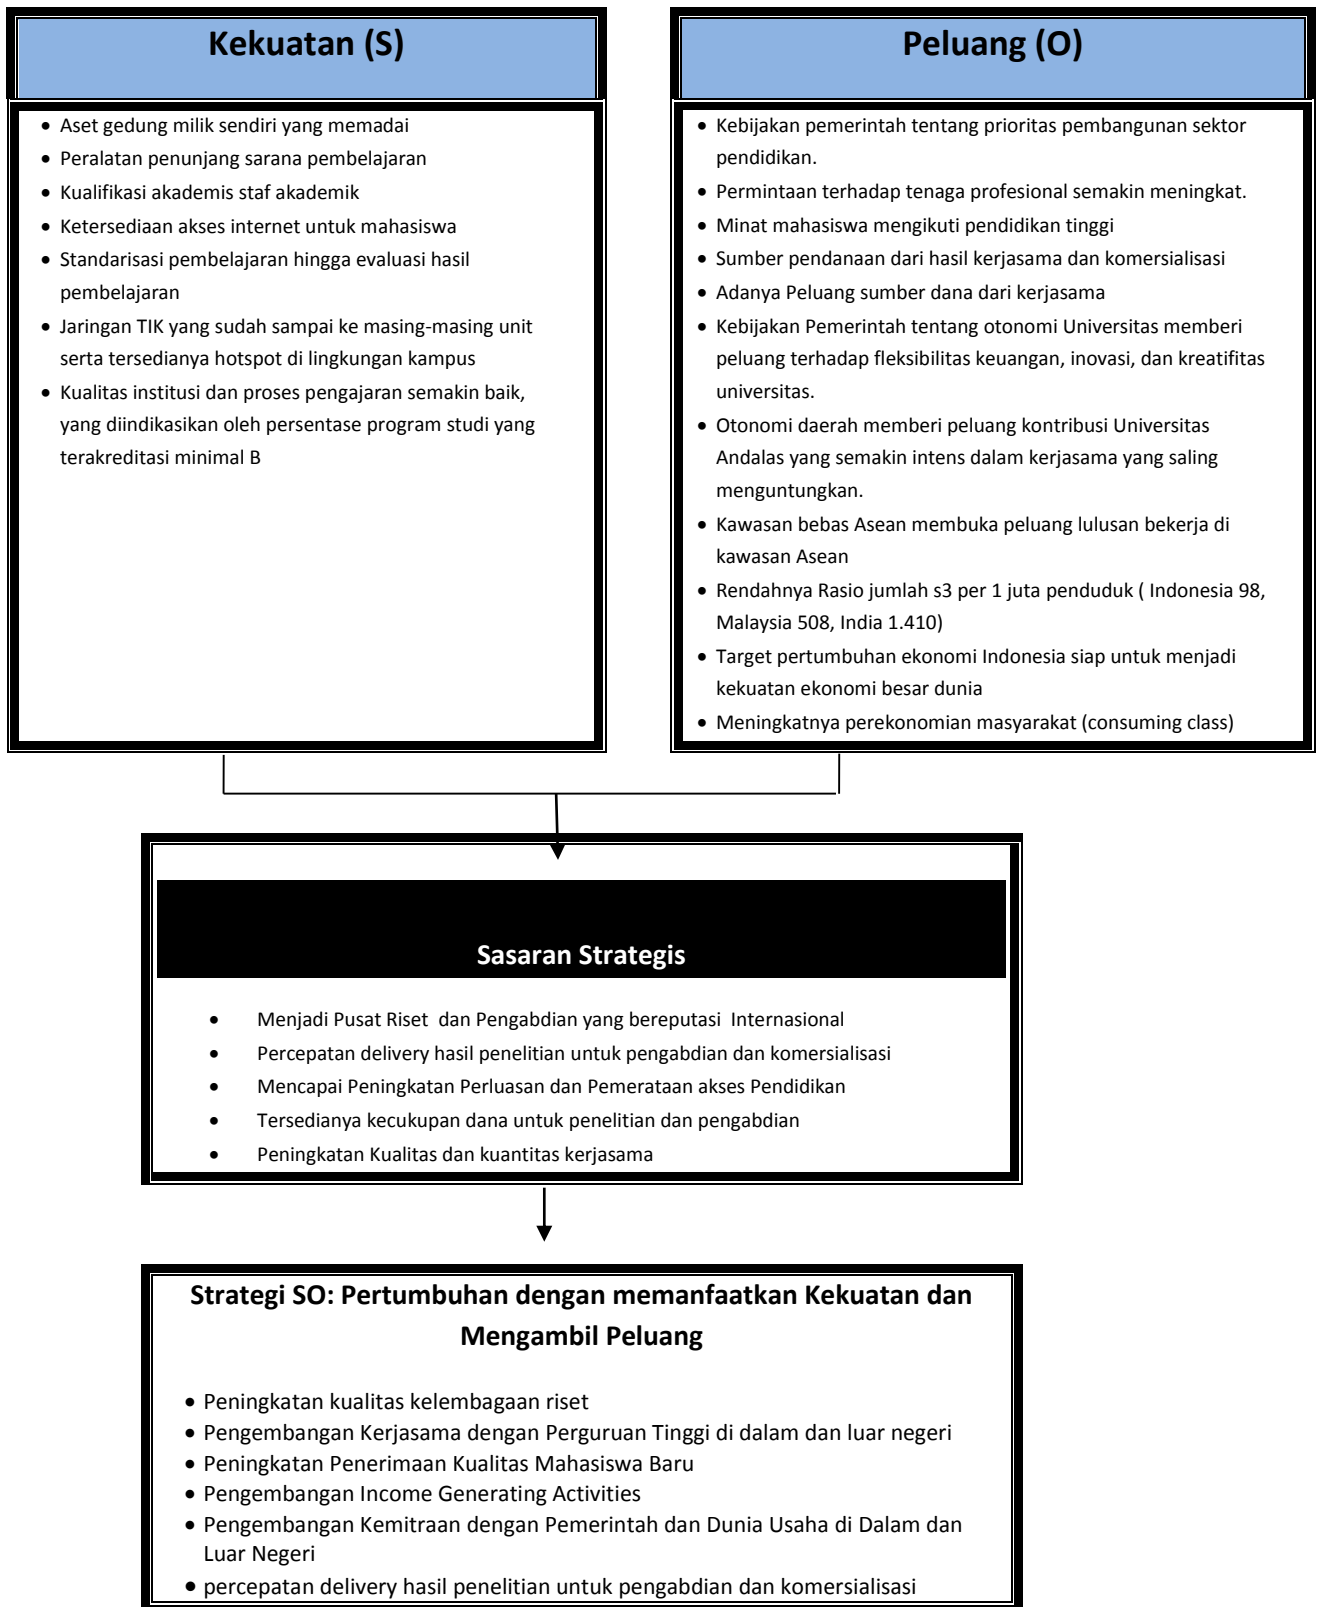 Kekuatan (S)
• Aset gedung milik sendiri yang memadai
• Peralatan penunjang sarana pembelajaran
• Kualifikasi akademis staf akademik
• Ketersediaan akses internet untuk mahasiswa
• Standarisasi pembelajaran hingga evaluasi hasil
pembelajaran
• Jaringan TIK yang sudah sampai ke masing-masing unit
serta tersedianya hotspot di lingkungan kampus
• Kualitas institusi dan proses pengajaran semakin baik,
yang diindikasikan oleh persentase program studi yang
terakreditasi minimal B
Peluang (O)
• Kebijakan pemerintah tentang prioritas pembangunan sektor
pendidikan.
• Permintaan terhadap tenaga profesional semakin meningkat.
• Minat mahasiswa mengikuti pendidikan tinggi
• Sumber pendanaan dari hasil kerjasama dan komersialisasi
• Adanya Peluang sumber dana dari kerjasama
• Kebijakan Pemerintah tentang otonomi Universitas memberi
peluang terhadap fleksibilitas keuangan, inovasi, dan kreatifitas
universitas.
• Otonomi daerah memberi peluang kontribusi Universitas
Andalas yang semakin intens dalam kerjasama yang saling
menguntungkan.
• Kawasan bebas Asean membuka peluang lulusan bekerja di
kawasan Asean
• Rendahnya Rasio jumlah s3 per 1 juta penduduk ( Indonesia 98,
Malaysia 508, India 1.410)
• Target pertumbuhan ekonomi Indonesia siap untuk menjadi
kekuatan ekonomi besar dunia
• Meningkatnya perekonomian masyarakat (consuming class)
Sasaran Strategis
• Menjadi Pusat Riset dan Pengabdian yang bereputasi Internasional
• Percepatan delivery hasil penelitian untuk pengabdian dan komersialisasi
• Mencapai Peningkatan Perluasan dan Pemerataan akses Pendidikan
• Tersedianya kecukupan dana untuk penelitian dan pengabdian
• Peningkatan Kualitas dan kuantitas kerjasama
Strategi SO: Pertumbuhan dengan memanfaatkan Kekuatan dan
Mengambil Peluang
• Peningkatan kualitas kelembagaan riset
• Pengembangan Kerjasama dengan Perguruan Tinggi di dalam dan luar negeri
• Peningkatan Penerimaan Kualitas Mahasiswa Baru
• Pengembangan Income Generating Activities
• Pengembangan Kemitraan dengan Pemerintah dan Dunia Usaha di Dalam dan
Luar Negeri
• percepatan delivery hasil penelitian untuk pengabdian dan komersialisasi